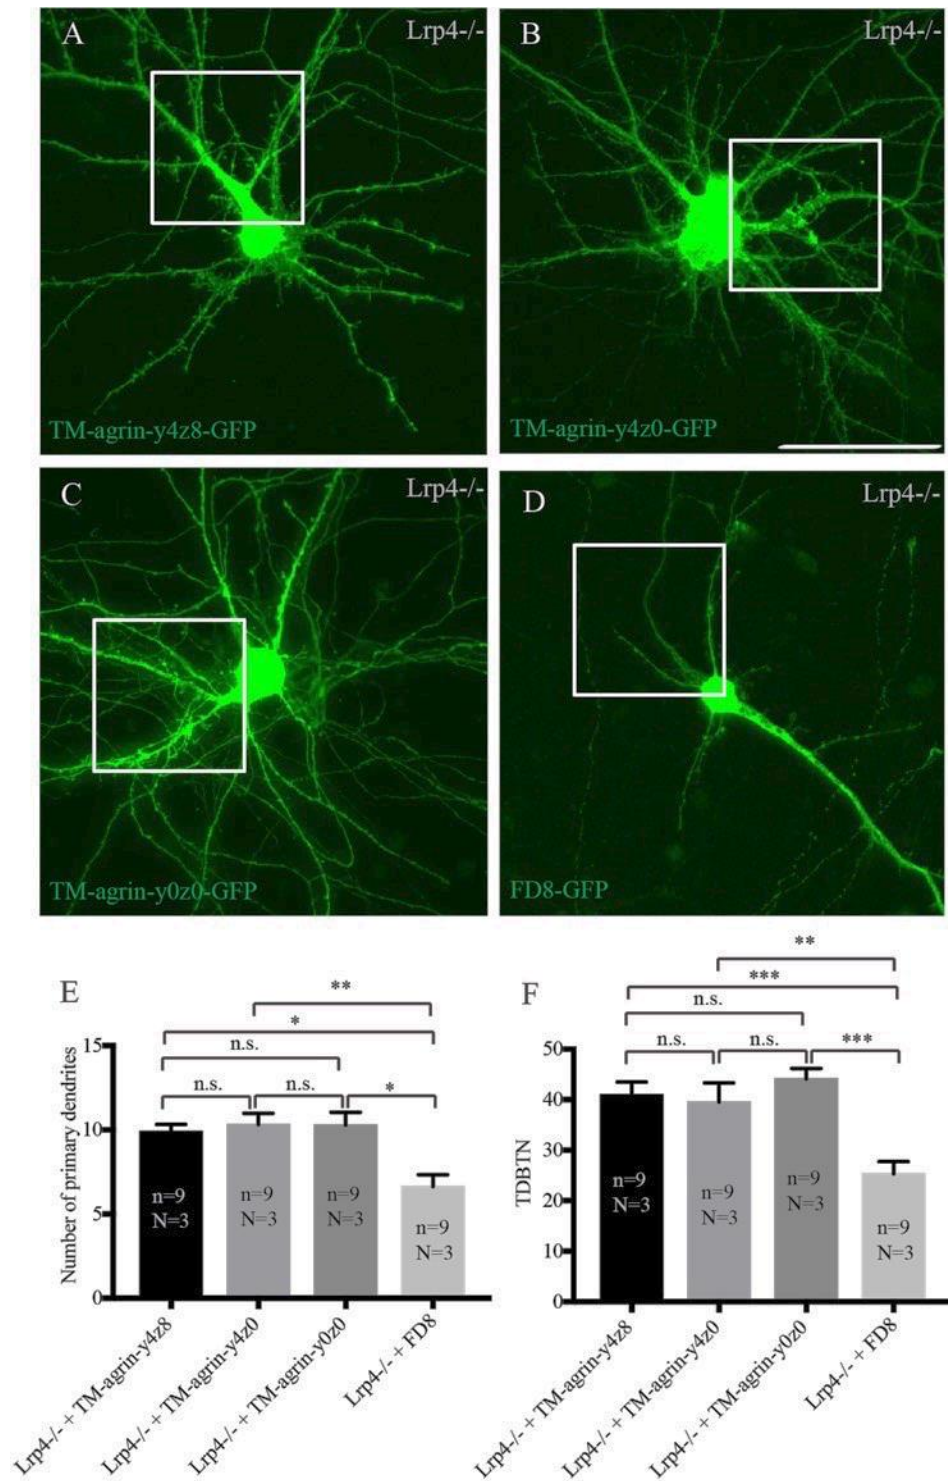 A Lrp4-/-
TM-agrin-y4z8-GFP
B Lrp4-/-
TM-agrin-y4z0-GFP
C Lrp4-/-
TM-agrin-y0z0-GFP
D Lrp4-/-
FD8-GFP
E
**
*
n.s.
n.s. n.s. *
15
10
5
0
Number of primary dendrites
n=9
N=3
n=9
N=3
n=9
N=3
n=9
N=3
Lrp4-/- + TM-agrin-y4z8
Lrp4-/- + TM-agrin-y4z0
Lrp4-/- + TM-agrin-y0z0
Lrp4-/- + FD8
F
**
***
n.s.
n.s. n.s. ***
50
40
30
20
10
0
TDBTN
n=9
N=3
n=9
N=3
n=9
N=3
n=9
N=3
Lrp4-/- + TM-agrin-y4z8
Lrp4-/- + TM-agrin-y4z0
Lrp4-/- + TM-agrin-y0z0
Lrp4-/- + FD8